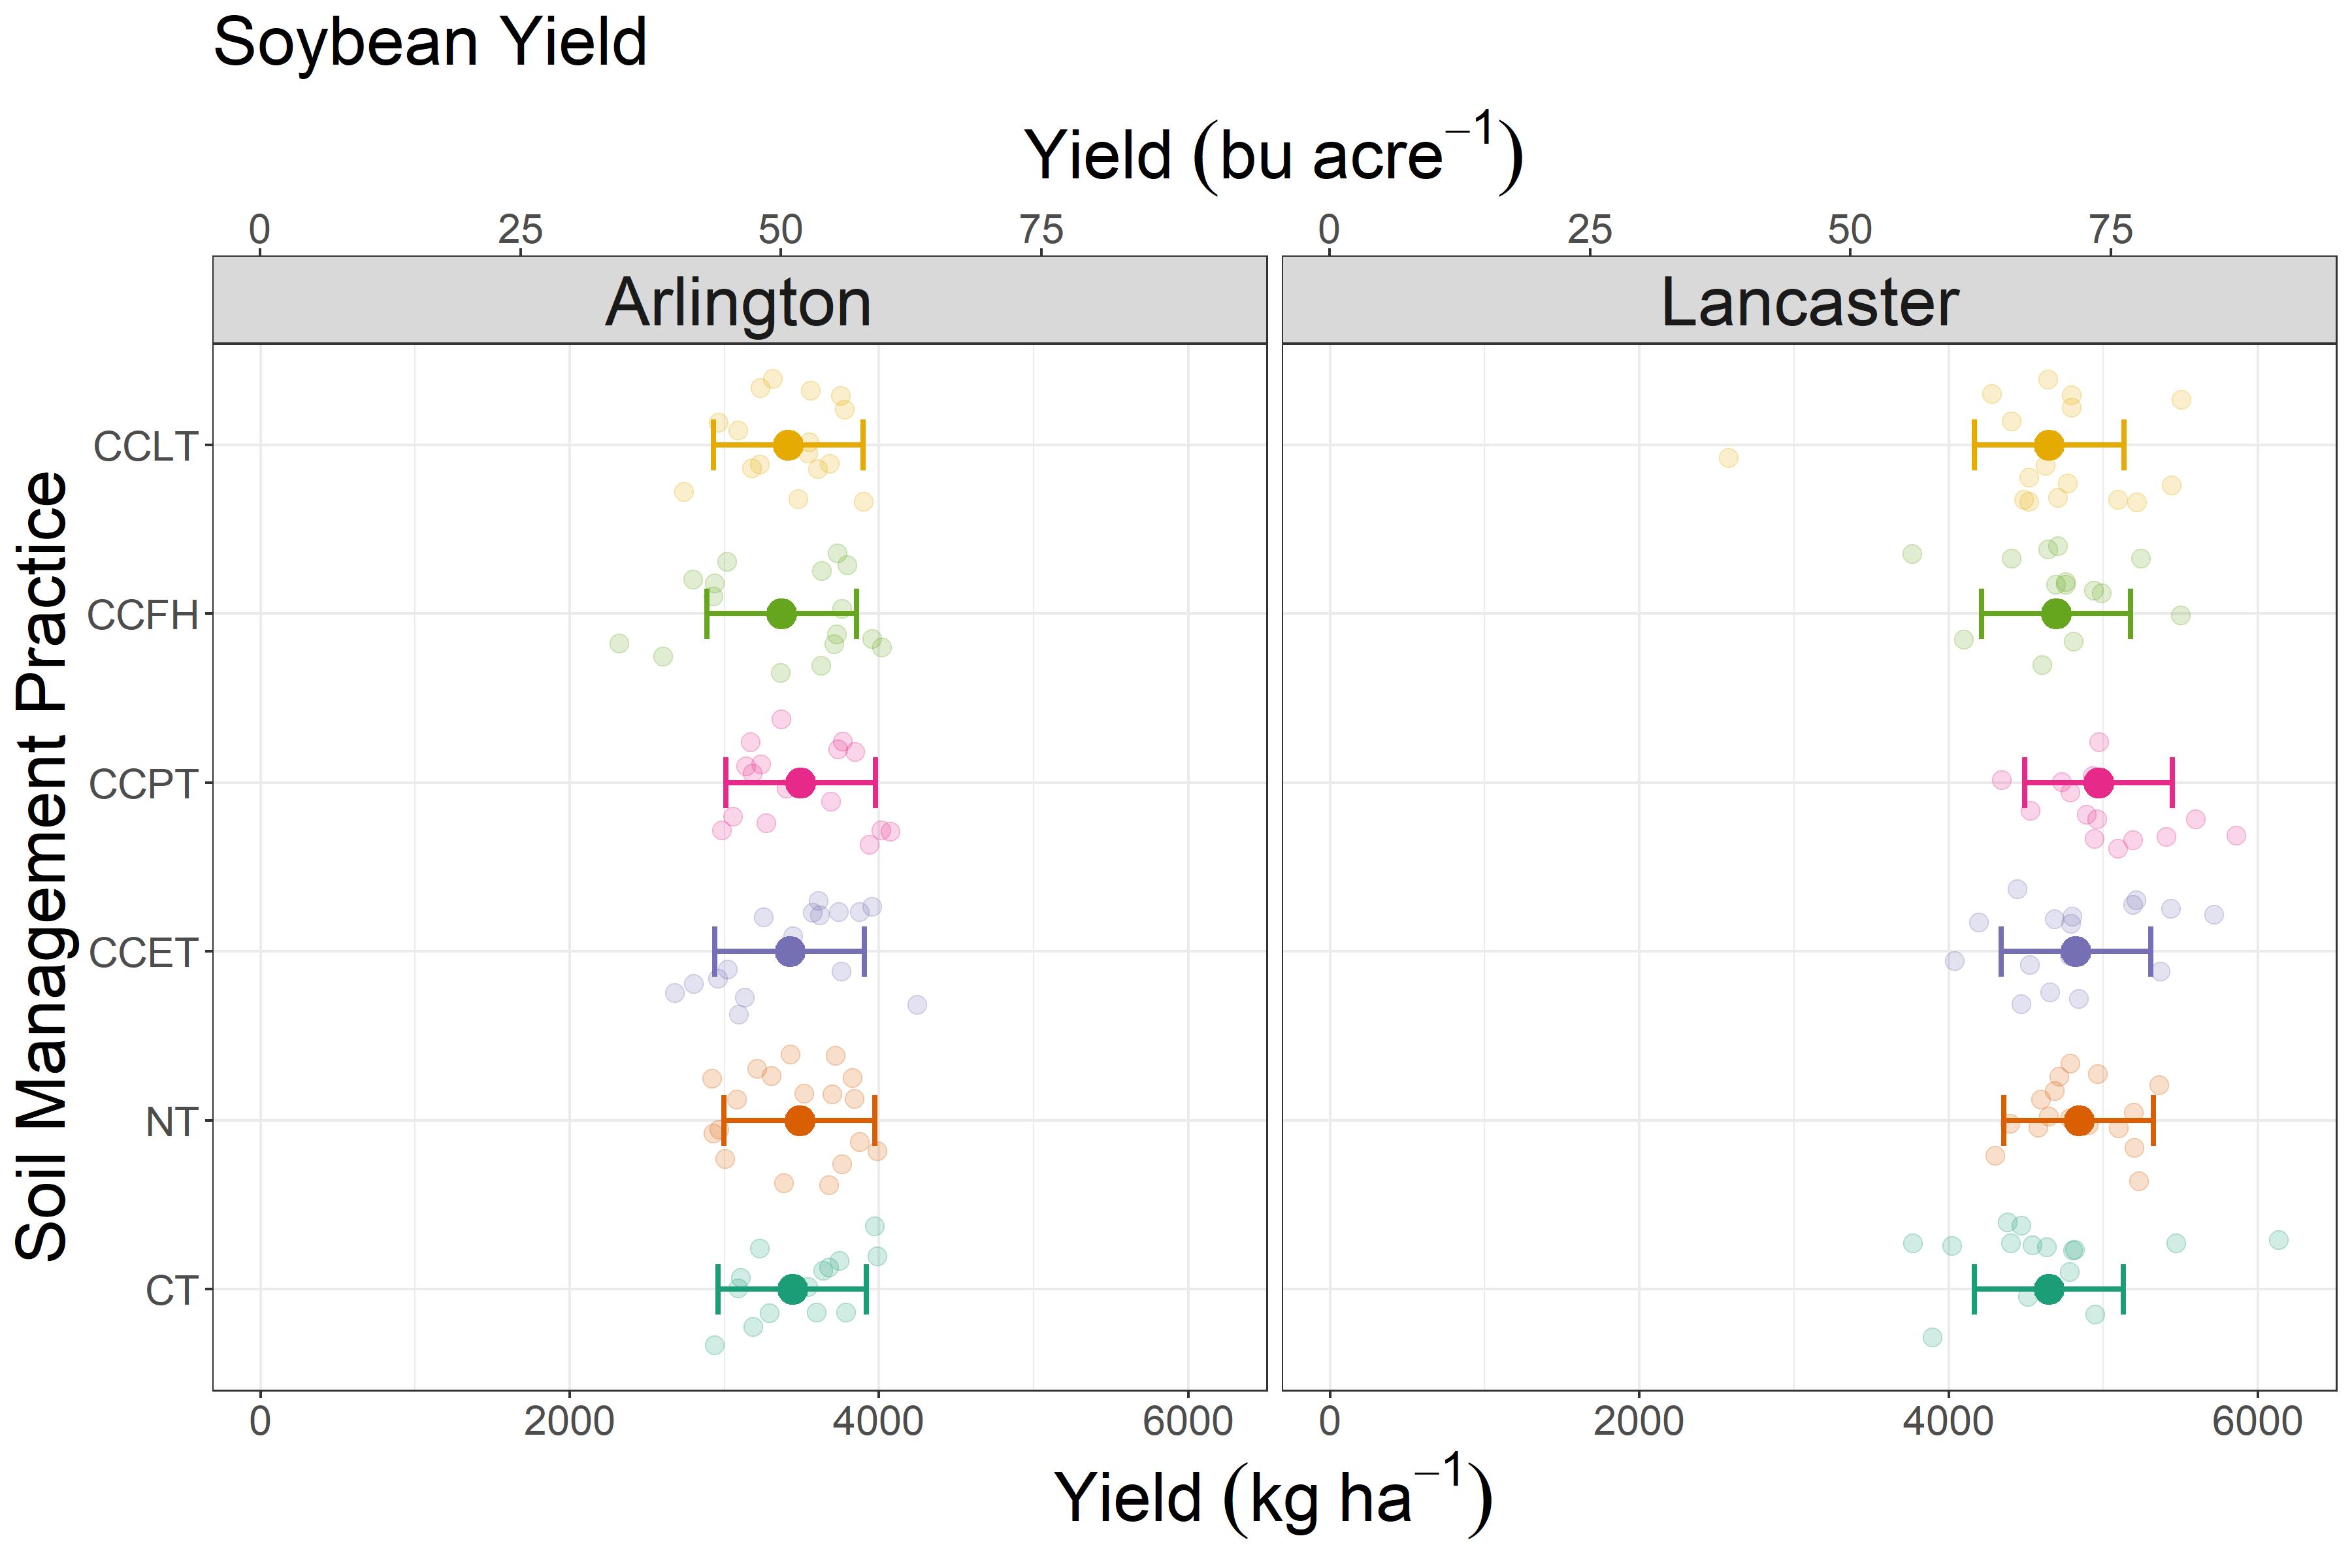 Soybean Yield
Yield (bu acre⁻¹)
0 25 50 75 0 25 50 75
Arlington Lancaster
Soil Management Practice
CCLT
CCFH
CCPT
CCET
NT
CT
0 2000 4000 6000 0 2000 4000 6000
Yield (kg ha⁻¹)